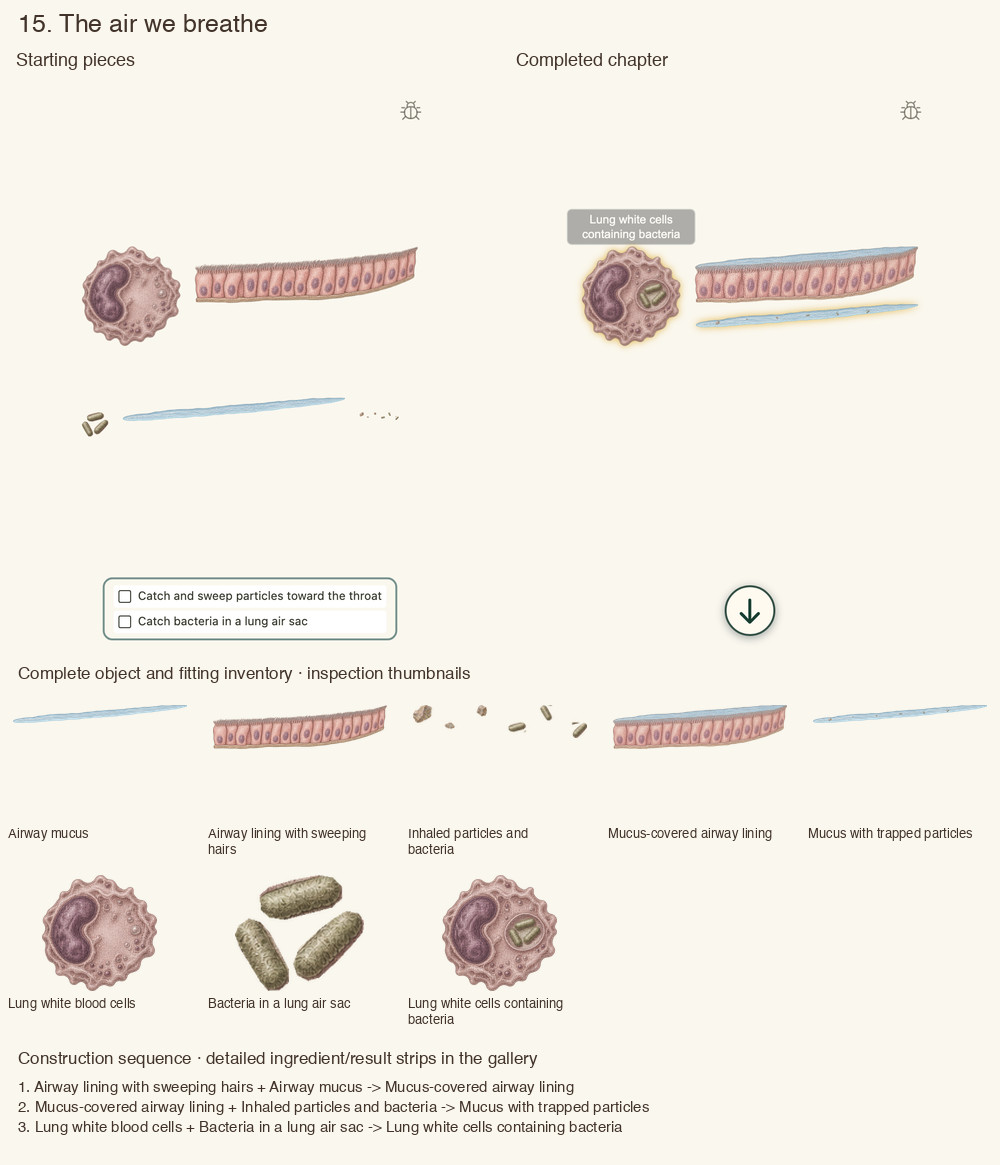 15. The air we breathe
Starting pieces
Completed chapter
Lung white cells
containing bacteria
Catch and sweep particles toward the throat
Catch bacteria in a lung air sac
Complete object and fitting inventory · inspection thumbnails
Airway mucus
Airway lining with sweeping
hairs
Inhaled particles and
bacteria
Mucus-covered airway lining
Mucus with trapped particles
Lung white blood cells
Bacteria in a lung air sac
Lung white cells containing
bacteria
Construction sequence · detailed ingredient/result strips in the gallery
1. Airway lining with sweeping hairs + Airway mucus -> Mucus-covered airway lining
2. Mucus-covered airway lining + Inhaled particles and bacteria -> Mucus with trapped particles
3. Lung white blood cells + Bacteria in a lung air sac -> Lung white cells containing bacteria